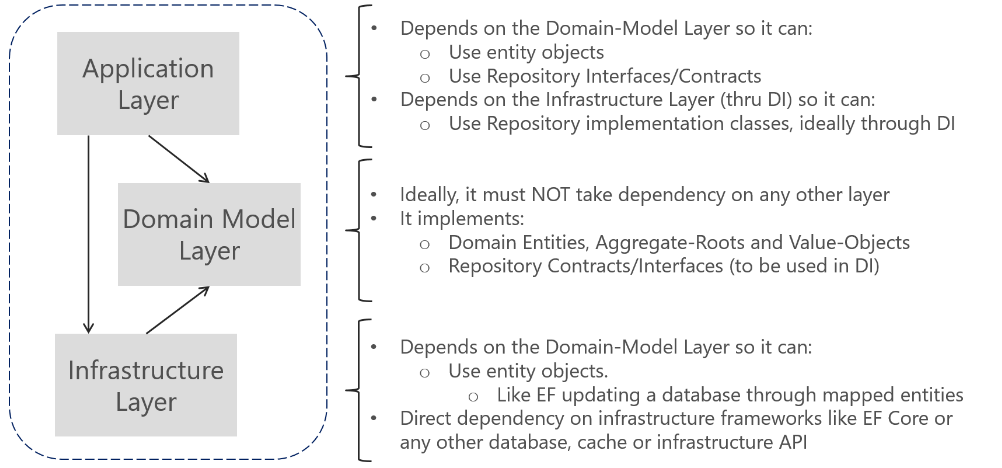 Application
Layer
Domain Model
Layer
Infrastructure
Layer
• Depends on the Domain-Model Layer so it can:
o Use entity objects
o Use Repository Interfaces/Contracts
• Depends on the Infrastructure Layer (thru DI) so it can:
o Use Repository implementation classes, ideally through DI
• Ideally, it must NOT take dependency on any other layer
• It implements:
o Domain Entities, Aggregate-Roots and Value-Objects
o Repository Contracts/Interfaces (to be used in DI)
• Depends on the Domain-Model Layer so it can:
o Use entity objects.
o Like EF updating a database through mapped entities
• Direct dependency on infrastructure frameworks like EF Core or
any other database, cache or infrastructure API